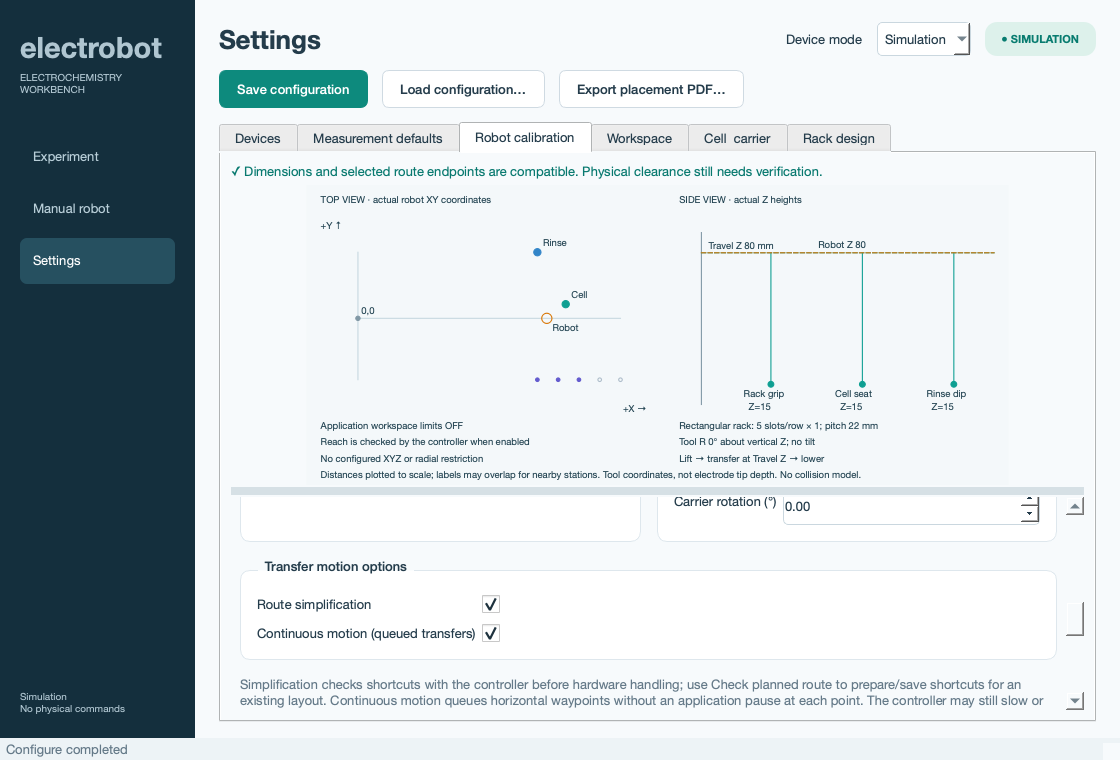 electrobot
ELECTROCHEMISTRY
WORKBENCH
Experiment
Manual robot
Settings
Simulation
No physical commands
Settings
Device mode
Simulation
• SIMULATION
Save configuration
Load configuration...
Export placement PDF...
Devices
Measurement defaults
Robot calibration
Workspace
Cell carrier
Rack design
✓ Dimensions and selected route endpoints are compatible. Physical clearance still needs verification.
TOP VIEW · actual robot XY coordinates
+Y ↑
Rinse
Cell
0,0
Robot
+X →
Application workspace limits OFF
Reach is checked by the controller when enabled
No configured XYZ or radial restriction
Distances plotted to scale; labels may overlap for nearby stations. Tool coordinates, not electrode tip depth. No collision model.
SIDE VIEW · actual Z heights
Travel Z 80 mm
Robot Z 80
Rack grip
Z=15
Cell seat
Z=15
Rinse dip
Z=15
Rectangular rack: 5 slots/row × 1; pitch 22 mm
Tool R 0° about vertical Z; no tilt
Lift → transfer at Travel Z → lower
Carrier rotation (°)
0.00
Transfer motion options
Route simplification
Continuous motion (queued transfers)
Simplification checks shortcuts with the controller before hardware handling; use Check planned route to prepare/save shortcuts for an
existing layout. Continuous motion queues horizontal waypoints without an application pause at each point. The controller may still slow or
Configure completed